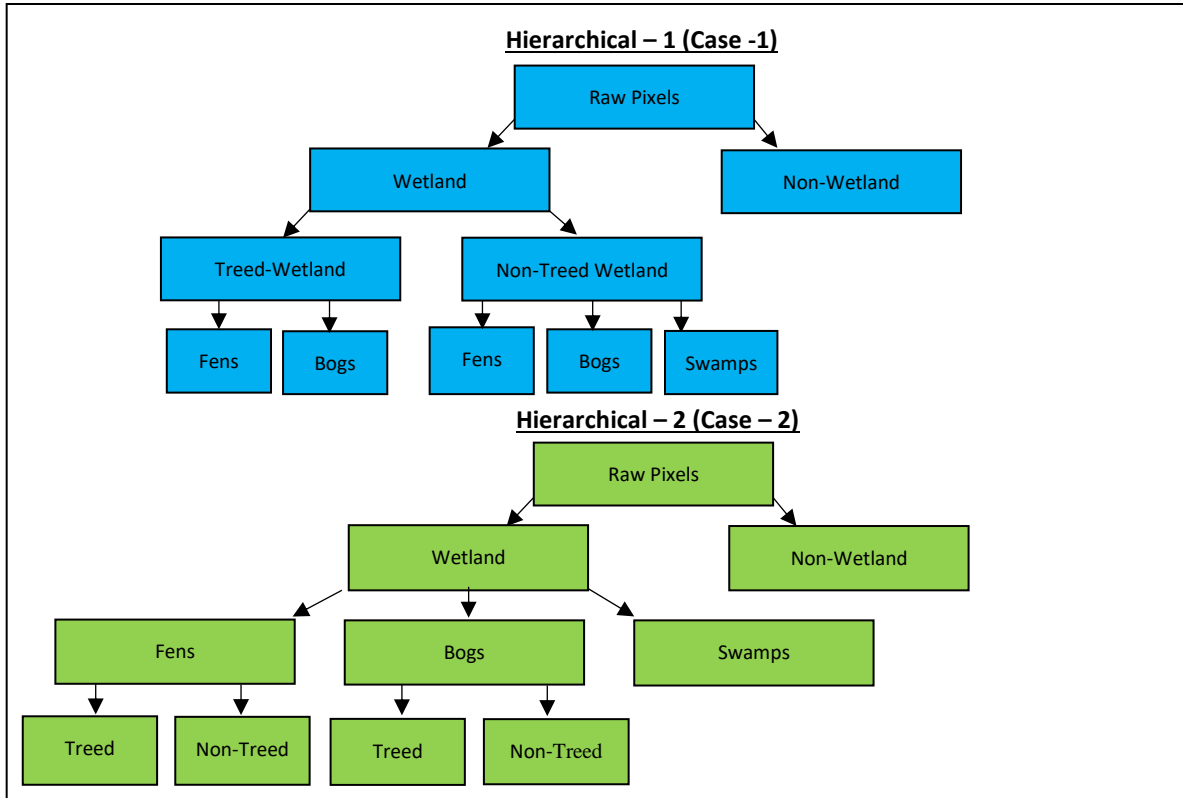 Hierarchical – 1 (Case -1)
Raw Pixels
Wetland
Non-Wetland
Treed-Wetland
Non-Treed Wetland
Fens
Bogs
Fens
Bogs
Swamps
Hierarchical – 2 (Case – 2)
Raw Pixels
Wetland
Non-Wetland
Fens
Bogs
Swamps
Treed
Non-Treed
Treed
Non-Treed